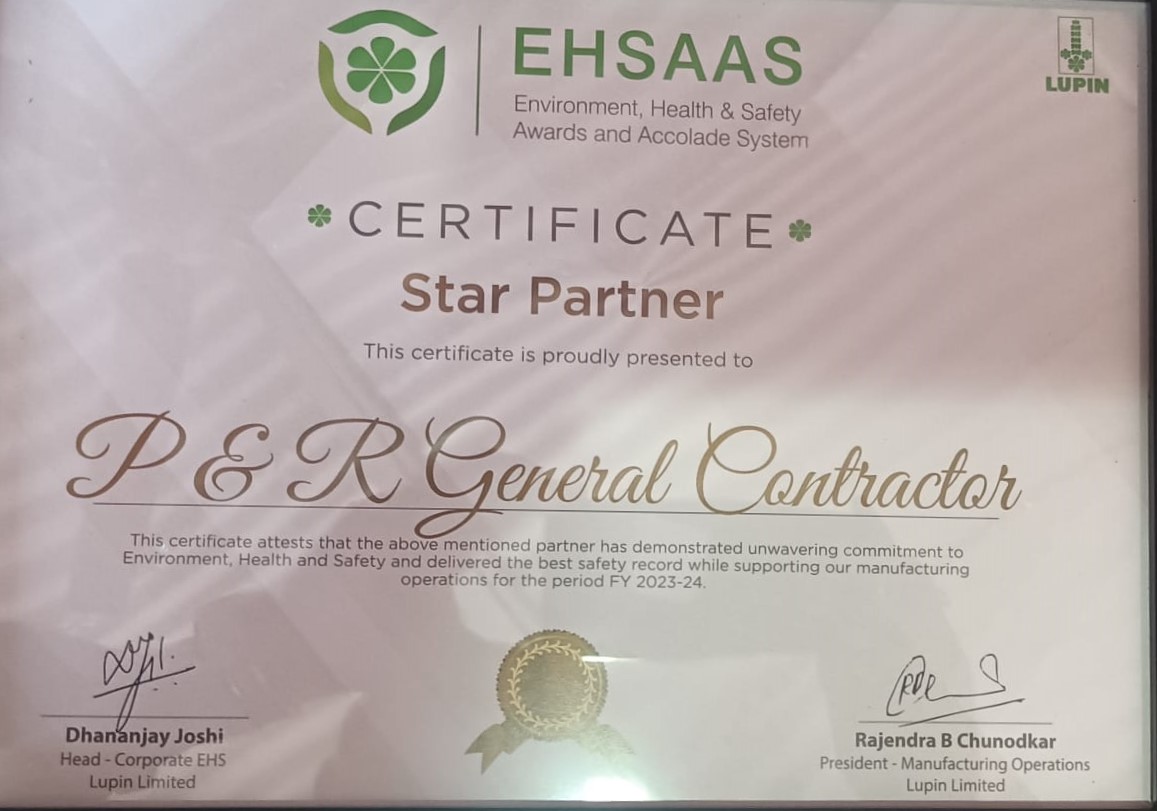 EHSAAS
Environment, Health & Safety
Awards and Accolade System
LUPIN
CERTIFICATE
Star Partner
This certificate is proudly presented to
P & R General Contractor
This certificate attests that the above mentioned partner has demonstrated unwavering commitment to
Environment, Health and Safety and delivered the best safety record while supporting our manufacturing
operations for the period FY 2023-24.
Dhananjay Joshi
Head - Corporate EHS
Lupin Limited
Rajendra B Chunodkar
President - Manufacturing Operations
Lupin Limited